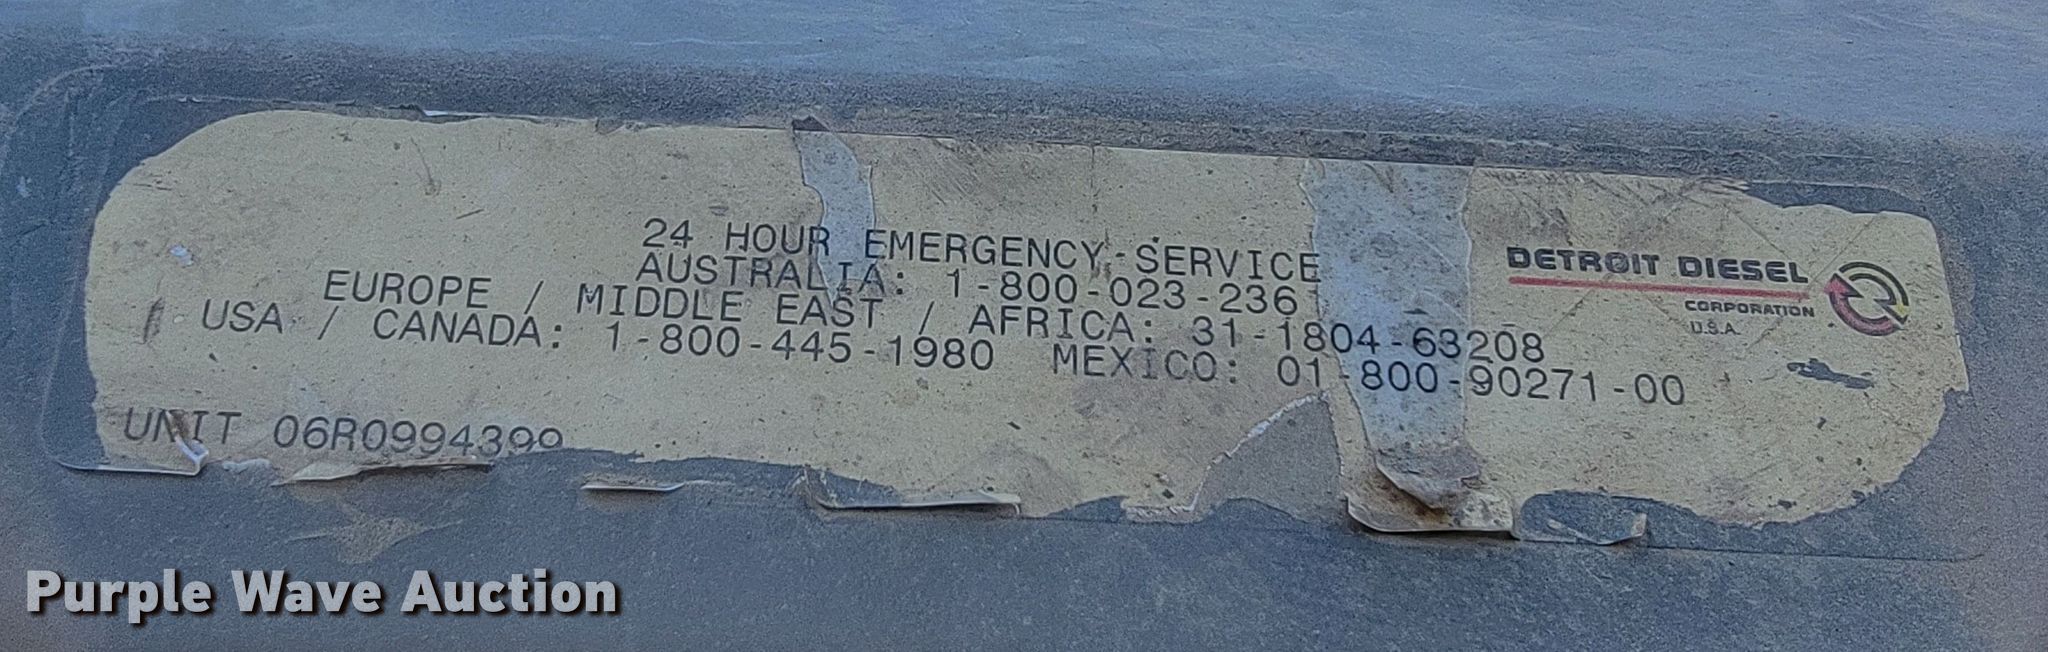 24 HOUR EMERGENCY SERVICE
AUSTRALIA: 1-800-023-236
EUROPE / MIDDLE EAST / AFRICA: 31-1804-63208
USA / CANADA: 1-800-445-1980 MEXICO: 01-800-90271-00
UNIT 06R0994399
DETROIT DIESEL
CORPORATION
U.S.A.
Purple Wave Auction